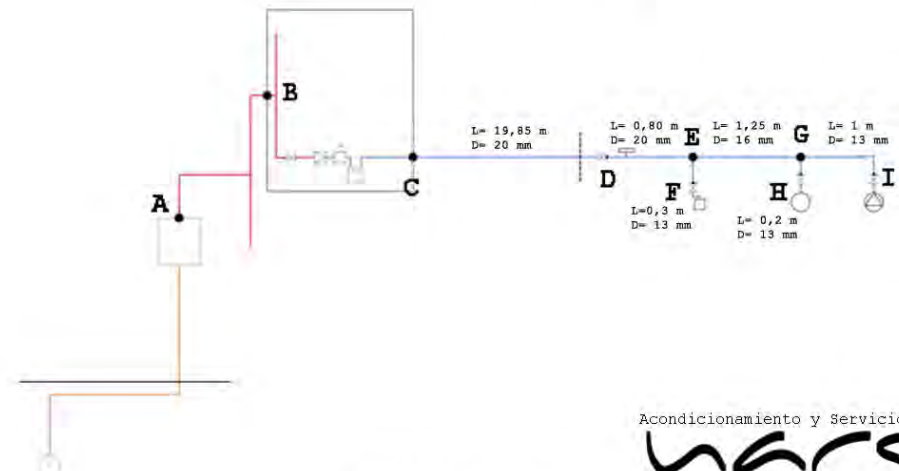 B
L= 19,85 m
D= 20 mm
L= 0,80 m
D= 20 mm
E
L= 1,25 m
D= 16 mm
G
L= 1 m
D= 13 mm
C
D
A
F
L=0,3 m
D= 13 mm
H
L= 0,2 m
D= 13 mm
I
Acondicionamiento y Servicio